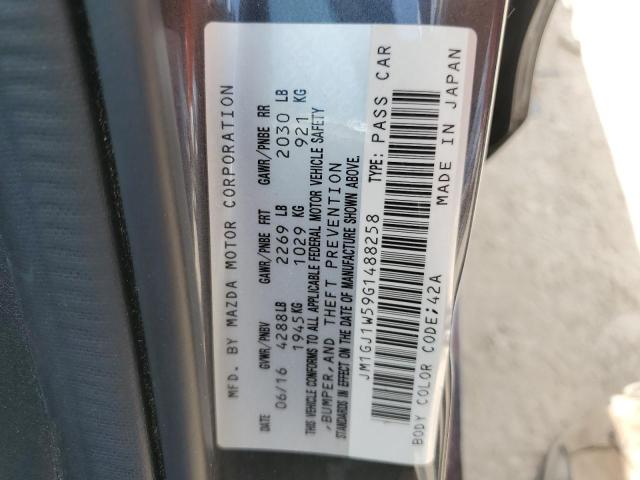 MFD. BY MAZDA MOTOR CORPORATION
DATE GVWR/PNBV GAWR/PNBE FRT GAWR/PNBE RR
06/16 4288LB 2269 LB 2030 LB
1945KG 1029 KG 921 KG
THIS VEHICLE CONFORMS TO ALL APPLICABLE FEDERAL MOTOR VEHICLE SAFETY
,BUMPER,AND THEFT PREVENTION
STANDARDS IN EFFECT ON THE DATE OF MANUFACTURE SHOWN ABOVE.
JM1GJ1W59G1488258 TYPE: PASS CAR
BODY COLOR CODE;42A MADE IN JAPAN